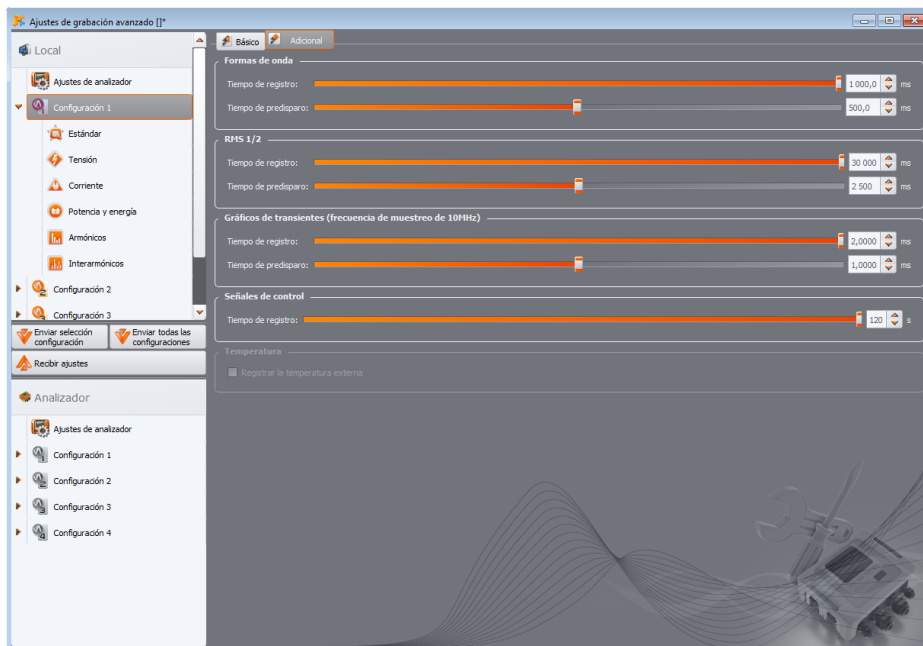 Ajustes de grabación avanzado []*
Local
Ajustes de analizador
Configuración 1
Estándar
Tensión
Corriente
Potencia y energía
Armónicos
Interarmónicos
Configuración 2
Configuración 3
Enviar selección configuración
Enviar todas las configuraciones
Recibir ajustes
Analizador
Ajustes de analizador
Configuración 1
Configuración 2
Configuración 3
Configuración 4
Básico
Adicional
Formas de onda
Tiempo de registro: 1 000,0 ms
Tiempo de predisparo: 500,0 ms
RMS 1/2
Tiempo de registro: 30 000 ms
Tiempo de predisparo: 2 500 ms
Gráficos de transientes (frecuencia de muestreo de 10MHz)
Tiempo de registro: 2,0000 ms
Tiempo de predisparo: 1,0000 ms
Señales de control
Tiempo de registro: 120 s
Temperatura
Registrar la temperatura externa